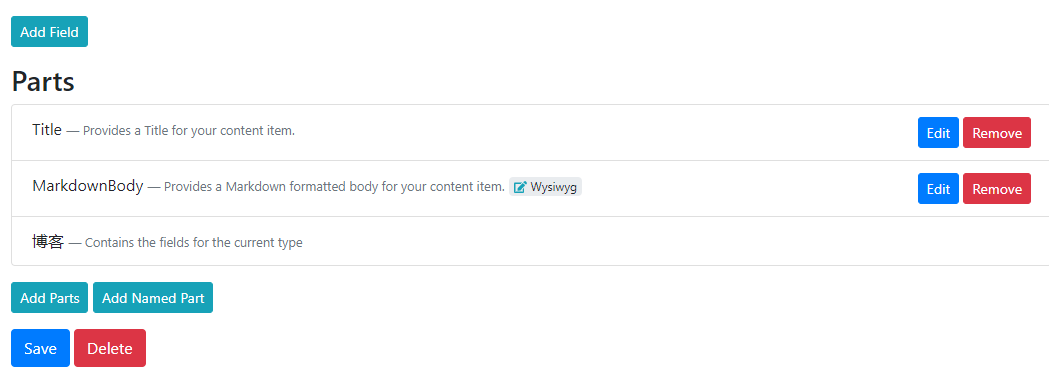 Add Field
Parts
Title — Provides a Title for your content item. Edit Remove
MarkdownBody — Provides a Markdown formatted body for your content item. Wysiwyg Edit Remove
博客 — Contains the fields for the current type
Add Parts Add Named Part
Save Delete